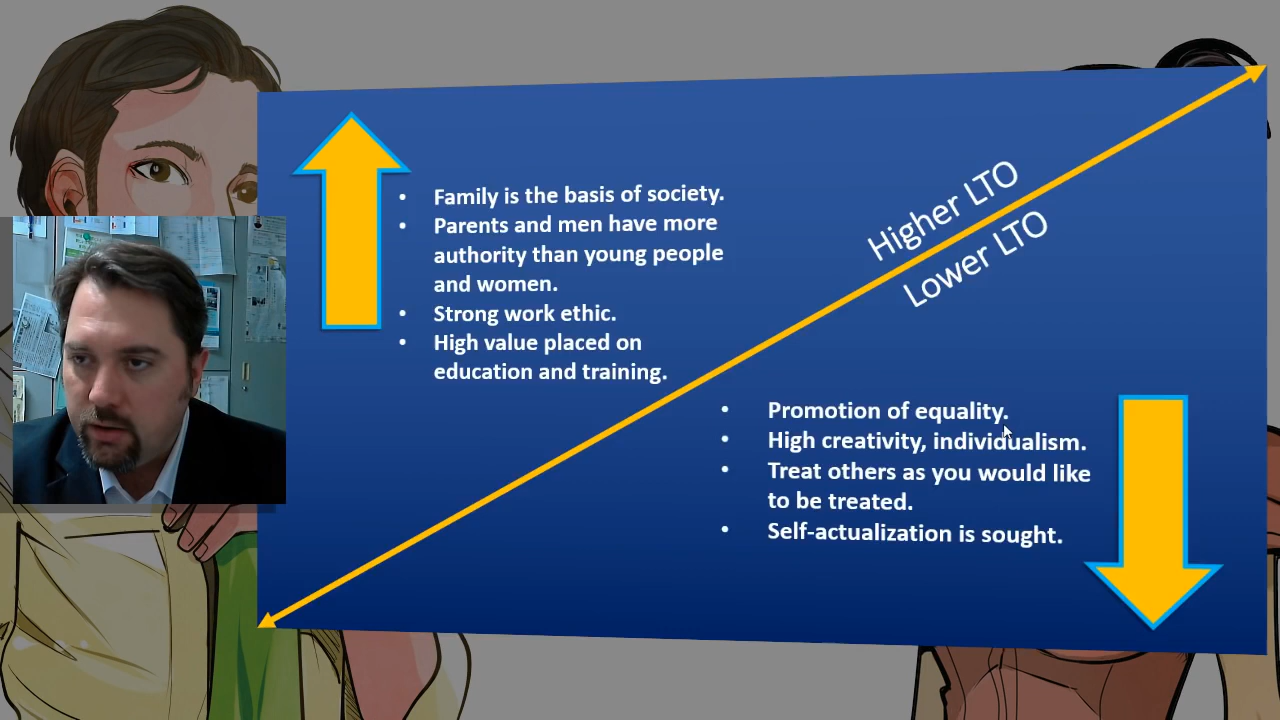 Family is the basis of society.
Parents and men have more
authority than young people
and women.
Strong work ethic.
High value placed on
education and training.
Higher LTO
Lower LTO
Promotion of equality.
High creativity, individualism.
Treat others as you would like
to be treated.
Self-actualization is sought.